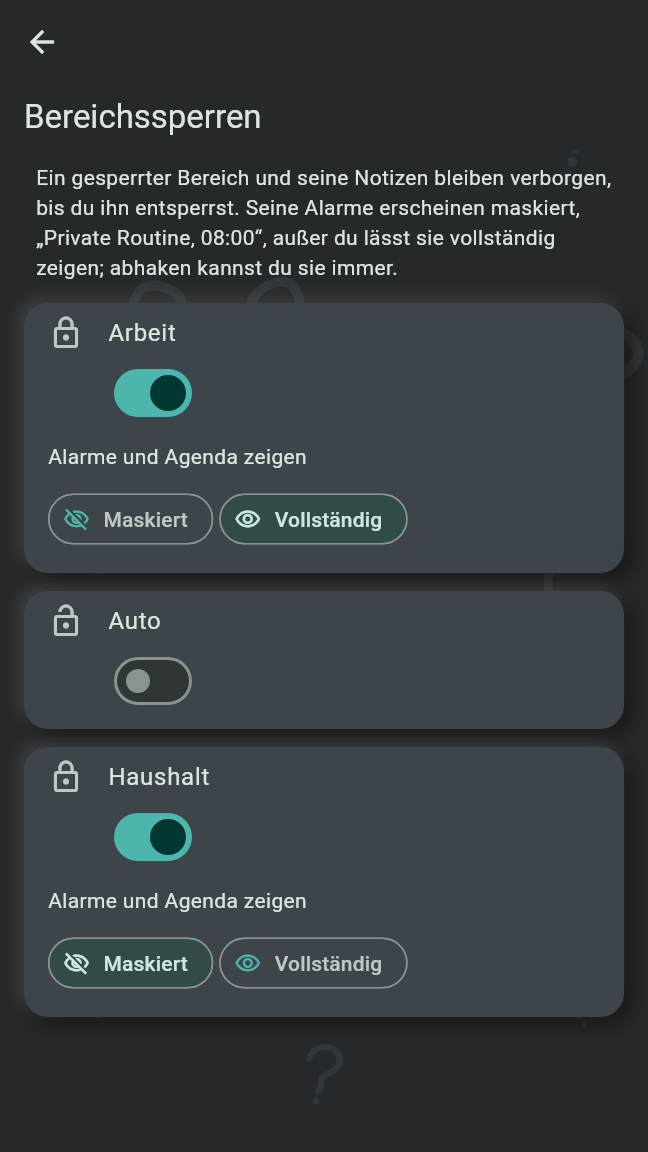 Bereichssperren
Ein gesperrter Bereich und seine Notizen bleiben verborgen,
bis du ihn entsperrst. Seine Alarme erscheinen maskiert,
„Private Routine, 08:00“, außer du lässt sie vollständig
zeigen; abhaken kannst du sie immer.
Arbeit
Alarme und Agenda zeigen
Maskiert Vollständig
Auto
Haushalt
Alarme und Agenda zeigen
Maskiert Vollständig